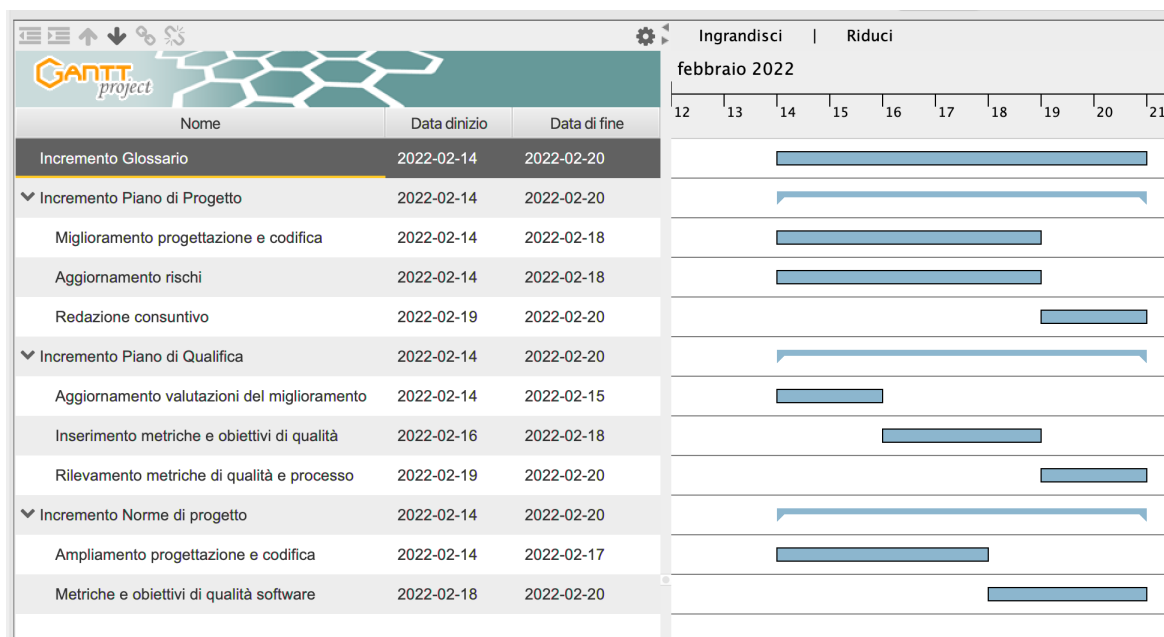 Ingrandisci | Riduci
GANTT project
febbraio 2022
12 13 14 15 16 17 18 19 20 21
Nome Data dinizio Data di fine
Incremento Glossario 2022-02-14 2022-02-20
Incremento Piano di Progetto 2022-02-14 2022-02-20
Miglioramento progettazione e codifica 2022-02-14 2022-02-18
Aggiornamento rischi 2022-02-14 2022-02-18
Redazione consuntivo 2022-02-19 2022-02-20
Incremento Piano di Qualifica 2022-02-14 2022-02-20
Aggiornamento valutazioni del miglioramento 2022-02-14 2022-02-15
Inserimento metriche e obiettivi di qualità 2022-02-16 2022-02-18
Rilevamento metriche di qualità e processo 2022-02-19 2022-02-20
Incremento Norme di progetto 2022-02-14 2022-02-20
Ampliamento progettazione e codifica 2022-02-14 2022-02-17
Metriche e obiettivi di qualità software 2022-02-18 2022-02-20